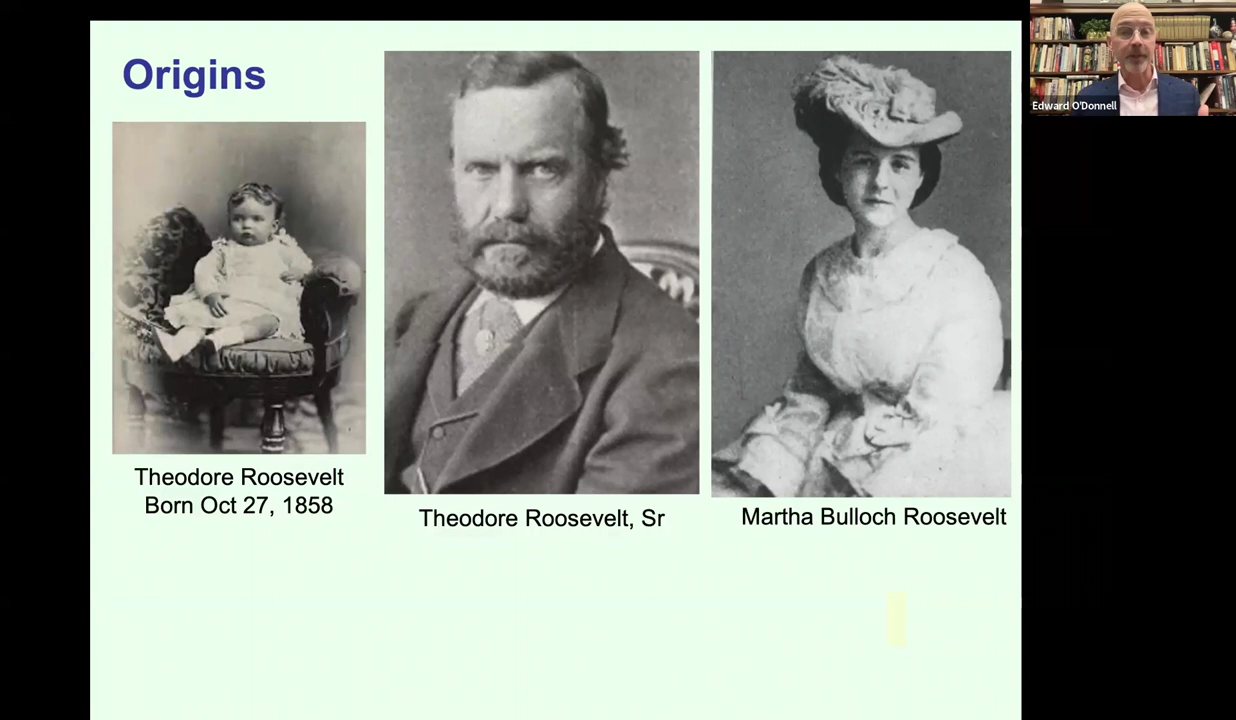 Origins
Theodore Roosevelt
Born Oct 27, 1858
Theodore Roosevelt, Sr
Martha Bulloch Roosevelt
Edward O'Donnell